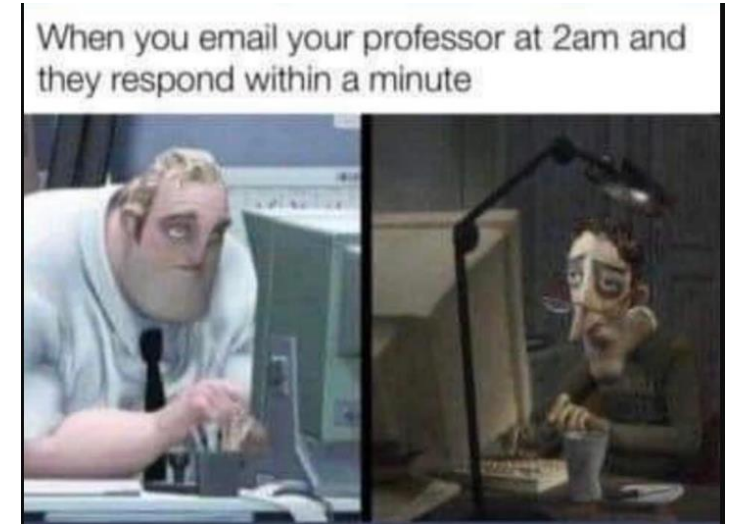 When you email your professor at 2am and
they respond within a minute